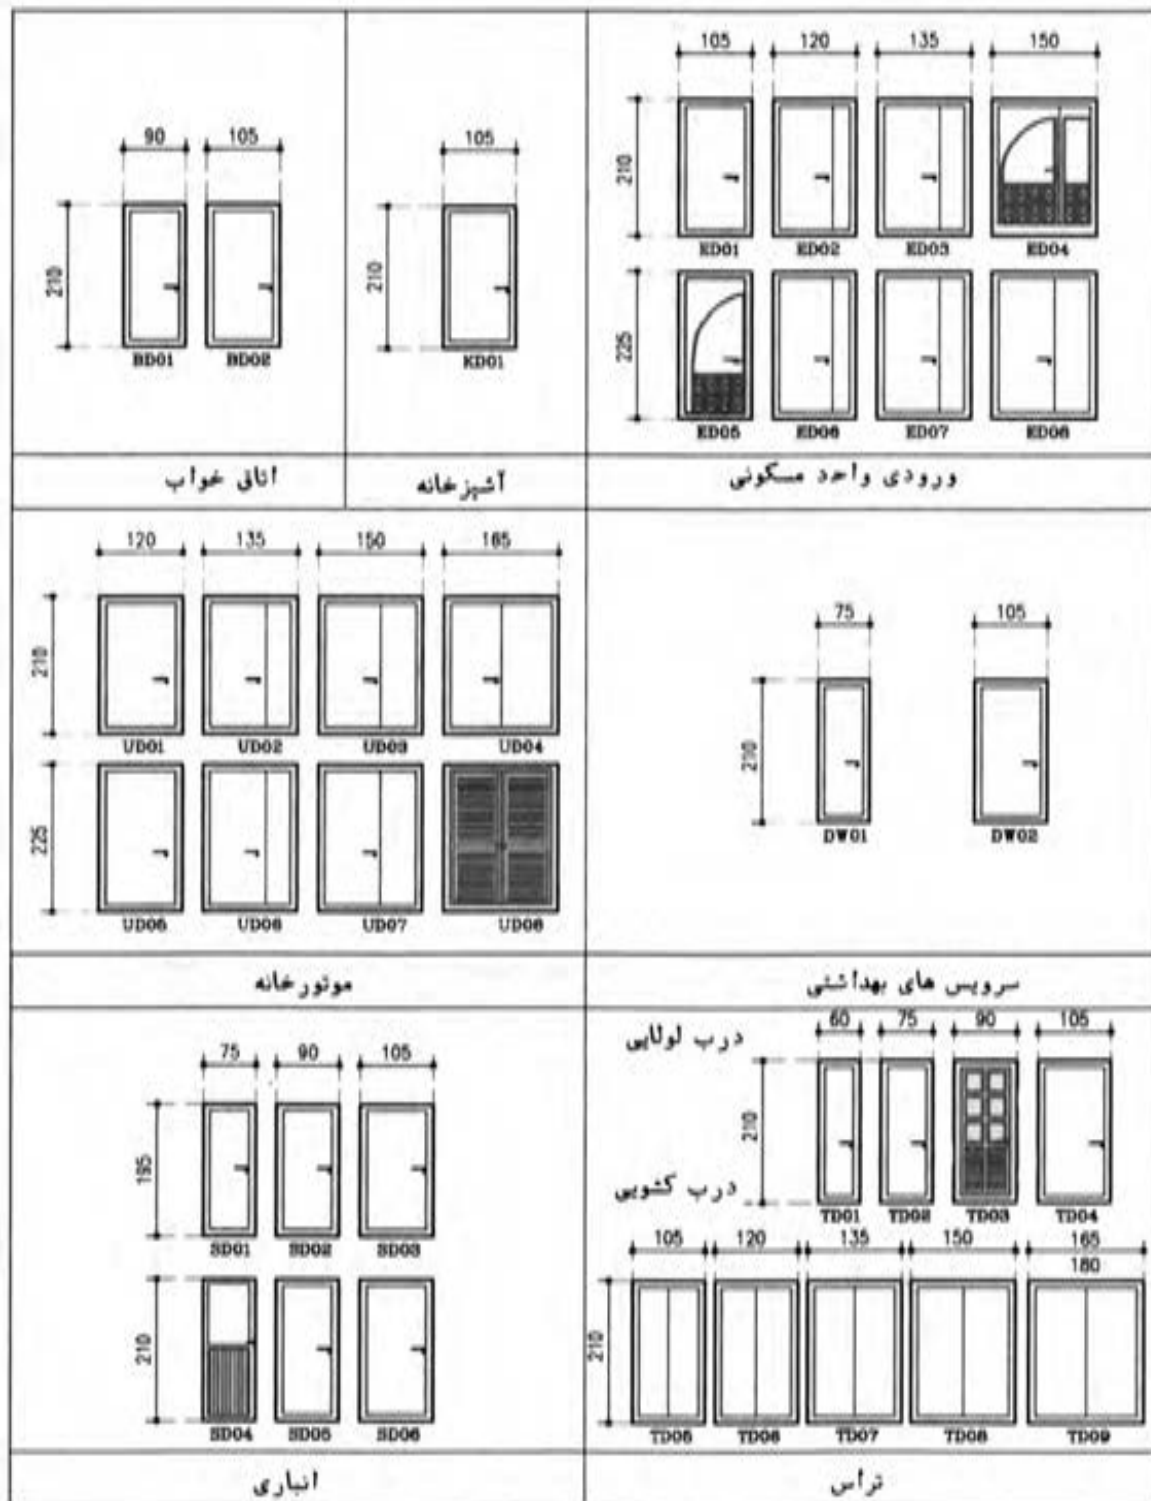 90 105
210
BD01 BD02
اتاق خواب
105
210
KD01
آشپزخانه
105 120 135 150
210
ED01 ED02 ED03 ED04
225
ED05 ED06 ED07 ED08
ورودی واحد مسکونی
120 135 150 165
210
UD01 UD02 UD03 UD04
225
UD05 UD06 UD07 UD08
موتورخانه
75 105
210
DW01 DW02
سرویس های بهداشتی
75 90 105
195
SD01 SD02 SD03
210
SD04 SD05 SD06
انباری
درب لولایی
60 75 90 105
210
TD01 TD02 TD03 TD04
درب کشویی
105 120 135 150 165
180
210
TD05 TD06 TD07 TD08 TD09
تراس